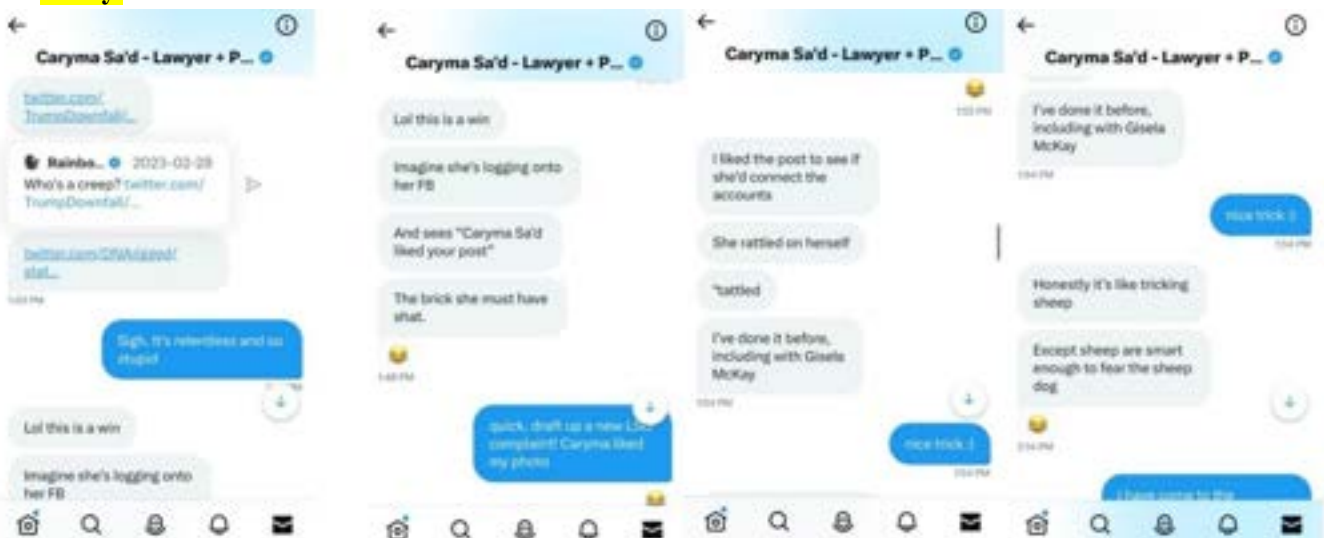 Caryma Sa'd - Lawyer + P...
twitter.com/
TrumpDownfall/...
Rainbo... 2023-02-28
Who's a creep? twitter.com/
TrumpDownfall/...
Sigh. It's relentless and so
stupid
Lol this is a win
Imagine she's logging onto
her FB
Caryma Sa'd - Lawyer + P...
Lol this is a win
Imagine she's logging onto
her FB
And sees "Caryma Sa'd
liked your post"
The brick she must have
shat.
quick, draft up a new
complaint! Caryma liked
my photo
Caryma Sa'd - Lawyer + P...
I liked the post to see if
she'd connect the
accounts
She rattled on herself
*tattled
I've done it before,
including with Gisela
McKay
nice trick :)
Caryma Sa'd - Lawyer + P...
I've done it before,
including with Gisela
McKay
nice trick :)
Honestly it's like tricking
sheep
Except sheep are smart
enough to fear the sheep
dog
I have come to the